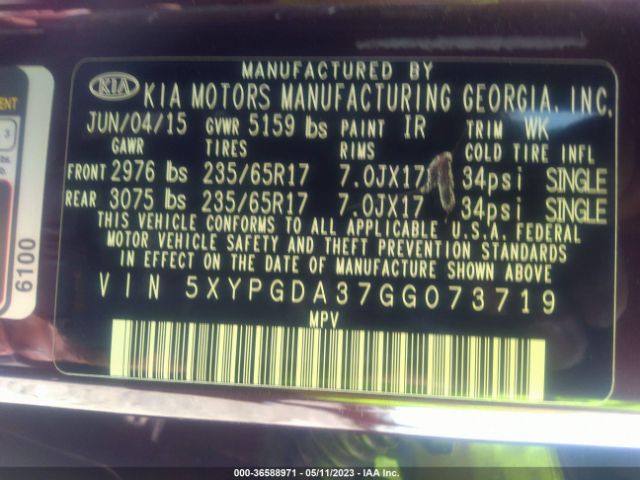 MANUFACTURED BY
KIA KIA MOTORS MANUFACTURING GEORGIA, INC.
JUN/04/15 GVWR 5159 lbs PAINT IR TRIM WK
GAWR TIRES RIMS COLD TIRE INFL
FRONT 2976 lbs 235/65R17 7.0JX17 34psi SINGLE
REAR 3075 lbs 235/65R17 7.0JX17 34psi SINGLE
THIS VEHICLE CONFORMS TO ALL APPLICABLE U.S.A. FEDERAL
MOTOR VEHICLE SAFETY AND THEFT PREVENTION STANDARDS
IN EFFECT ON THE DATE OF MANUFACTURE SHOWN ABOVE
VIN 5XYPGDA37GG073719
MPV
6100
3
000-36588971 - 05/11/2023 - IAA Inc.